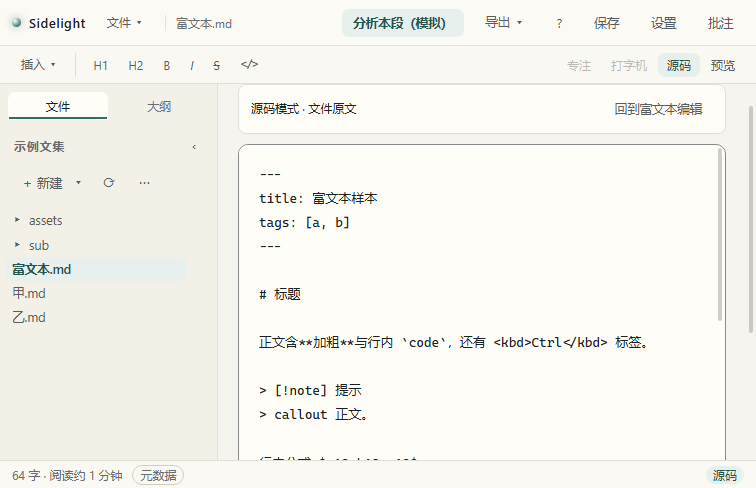 Sidelight 文件 富文本.md 分析本段（模拟） 导出 ? 保存 设置 批注
插入 H1 H2 B I S </> 专注 打字机 源码 预览
文件 大纲
示例文集
+ 新建 ...
assets
sub
富文本.md
甲.md
乙.md
源码模式 · 文件原文 回到富文本编辑
---
title: 富文本样本
tags: [a, b]
---
# 标题
正文含**加粗**与行内 `code`，还有 <kbd>Ctrl</kbd> 标签。
> [!note] 提示
> callout 正文。
64 字 · 阅读约 1 分钟 元数据 源码